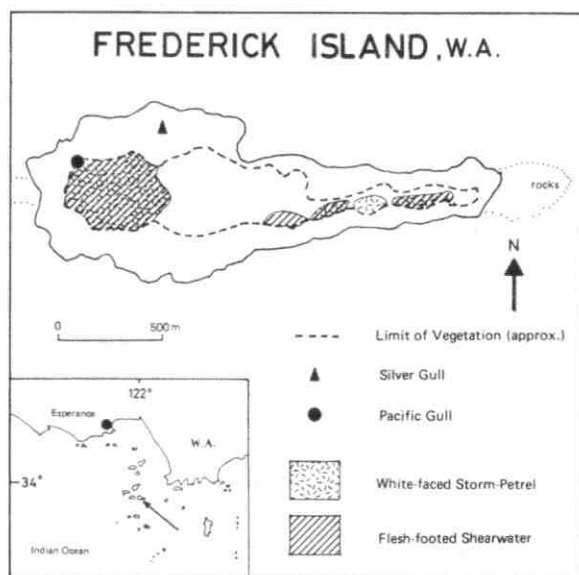 FREDERICK ISLAND, W.A.
rocks
N
0 500m
Limit of Vegetation (approx.)
Silver Gull
Pacific Gull
White-faced Storm-Petrel
Flesh-footed Shearwater
122°
Esperance
W.A.
34°
Indian Ocean